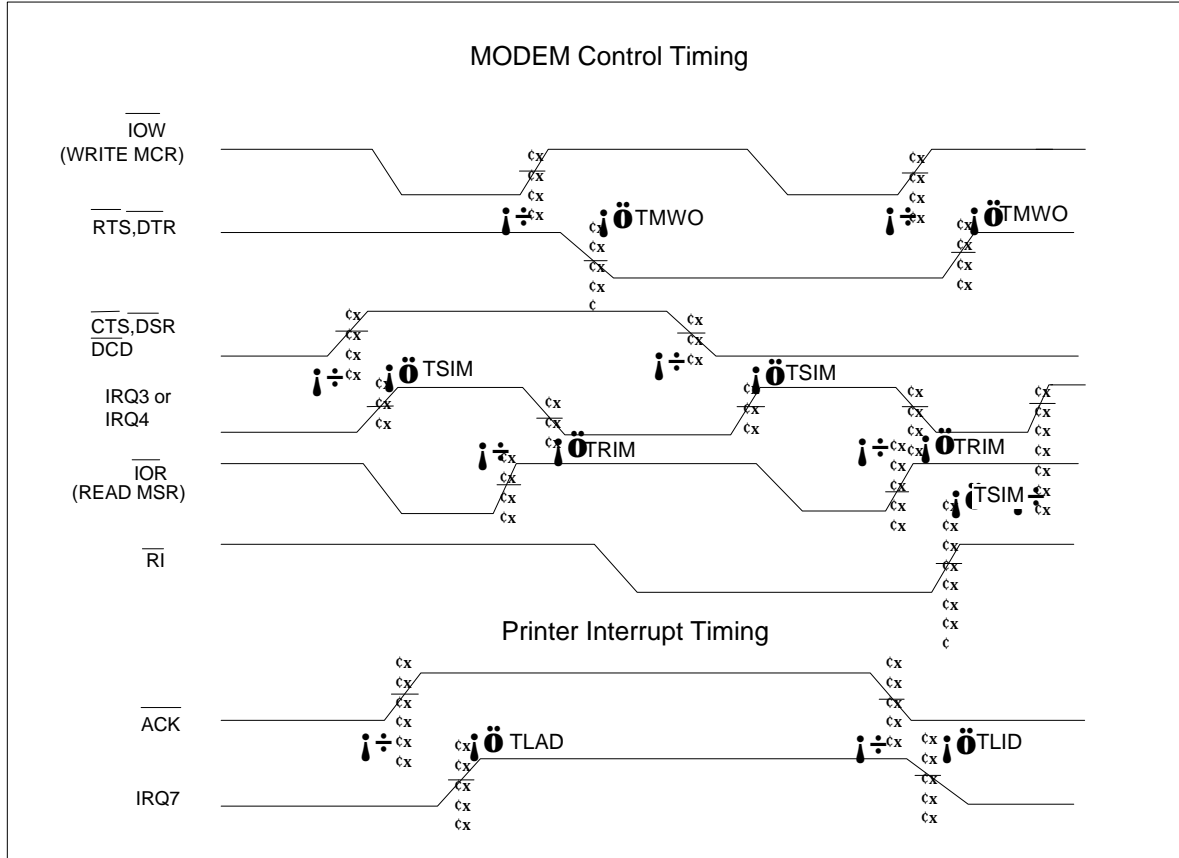 MODEM Control Timing
IOW
(WRITE MCR)
RTS,DTR
TMWO
TMWO
CTS,DSR
DCD
TSIM
TSIM
IRQ3 or
IRQ4
TRIM
TRIM
IOR
(READ MSR)
TSIM
RI
Printer Interrupt Timing
ACK
TLAD
TLID
IRQ7